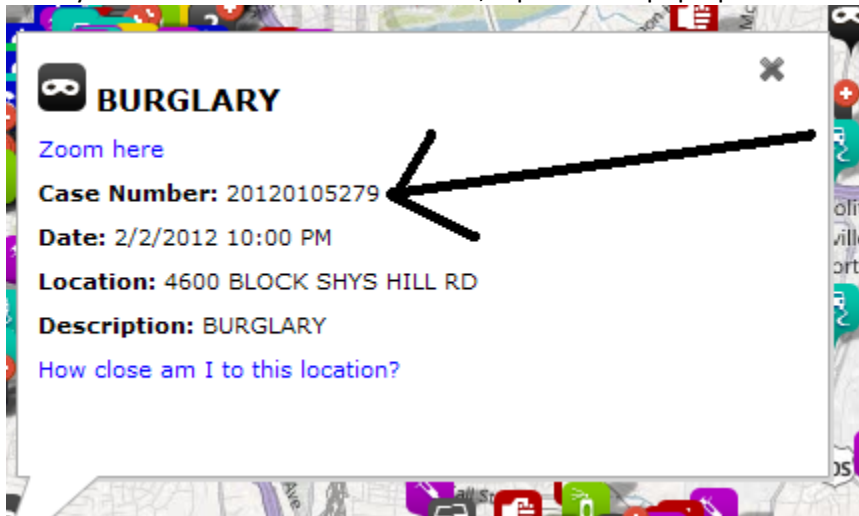 BURGLARY
Zoom here
Case Number: 20120105279
Date: 2/2/2012 10:00 PM
Location: 4600 BLOCK SHYS HILL RD
Description: BURGLARY
How close am I to this location?
Ave